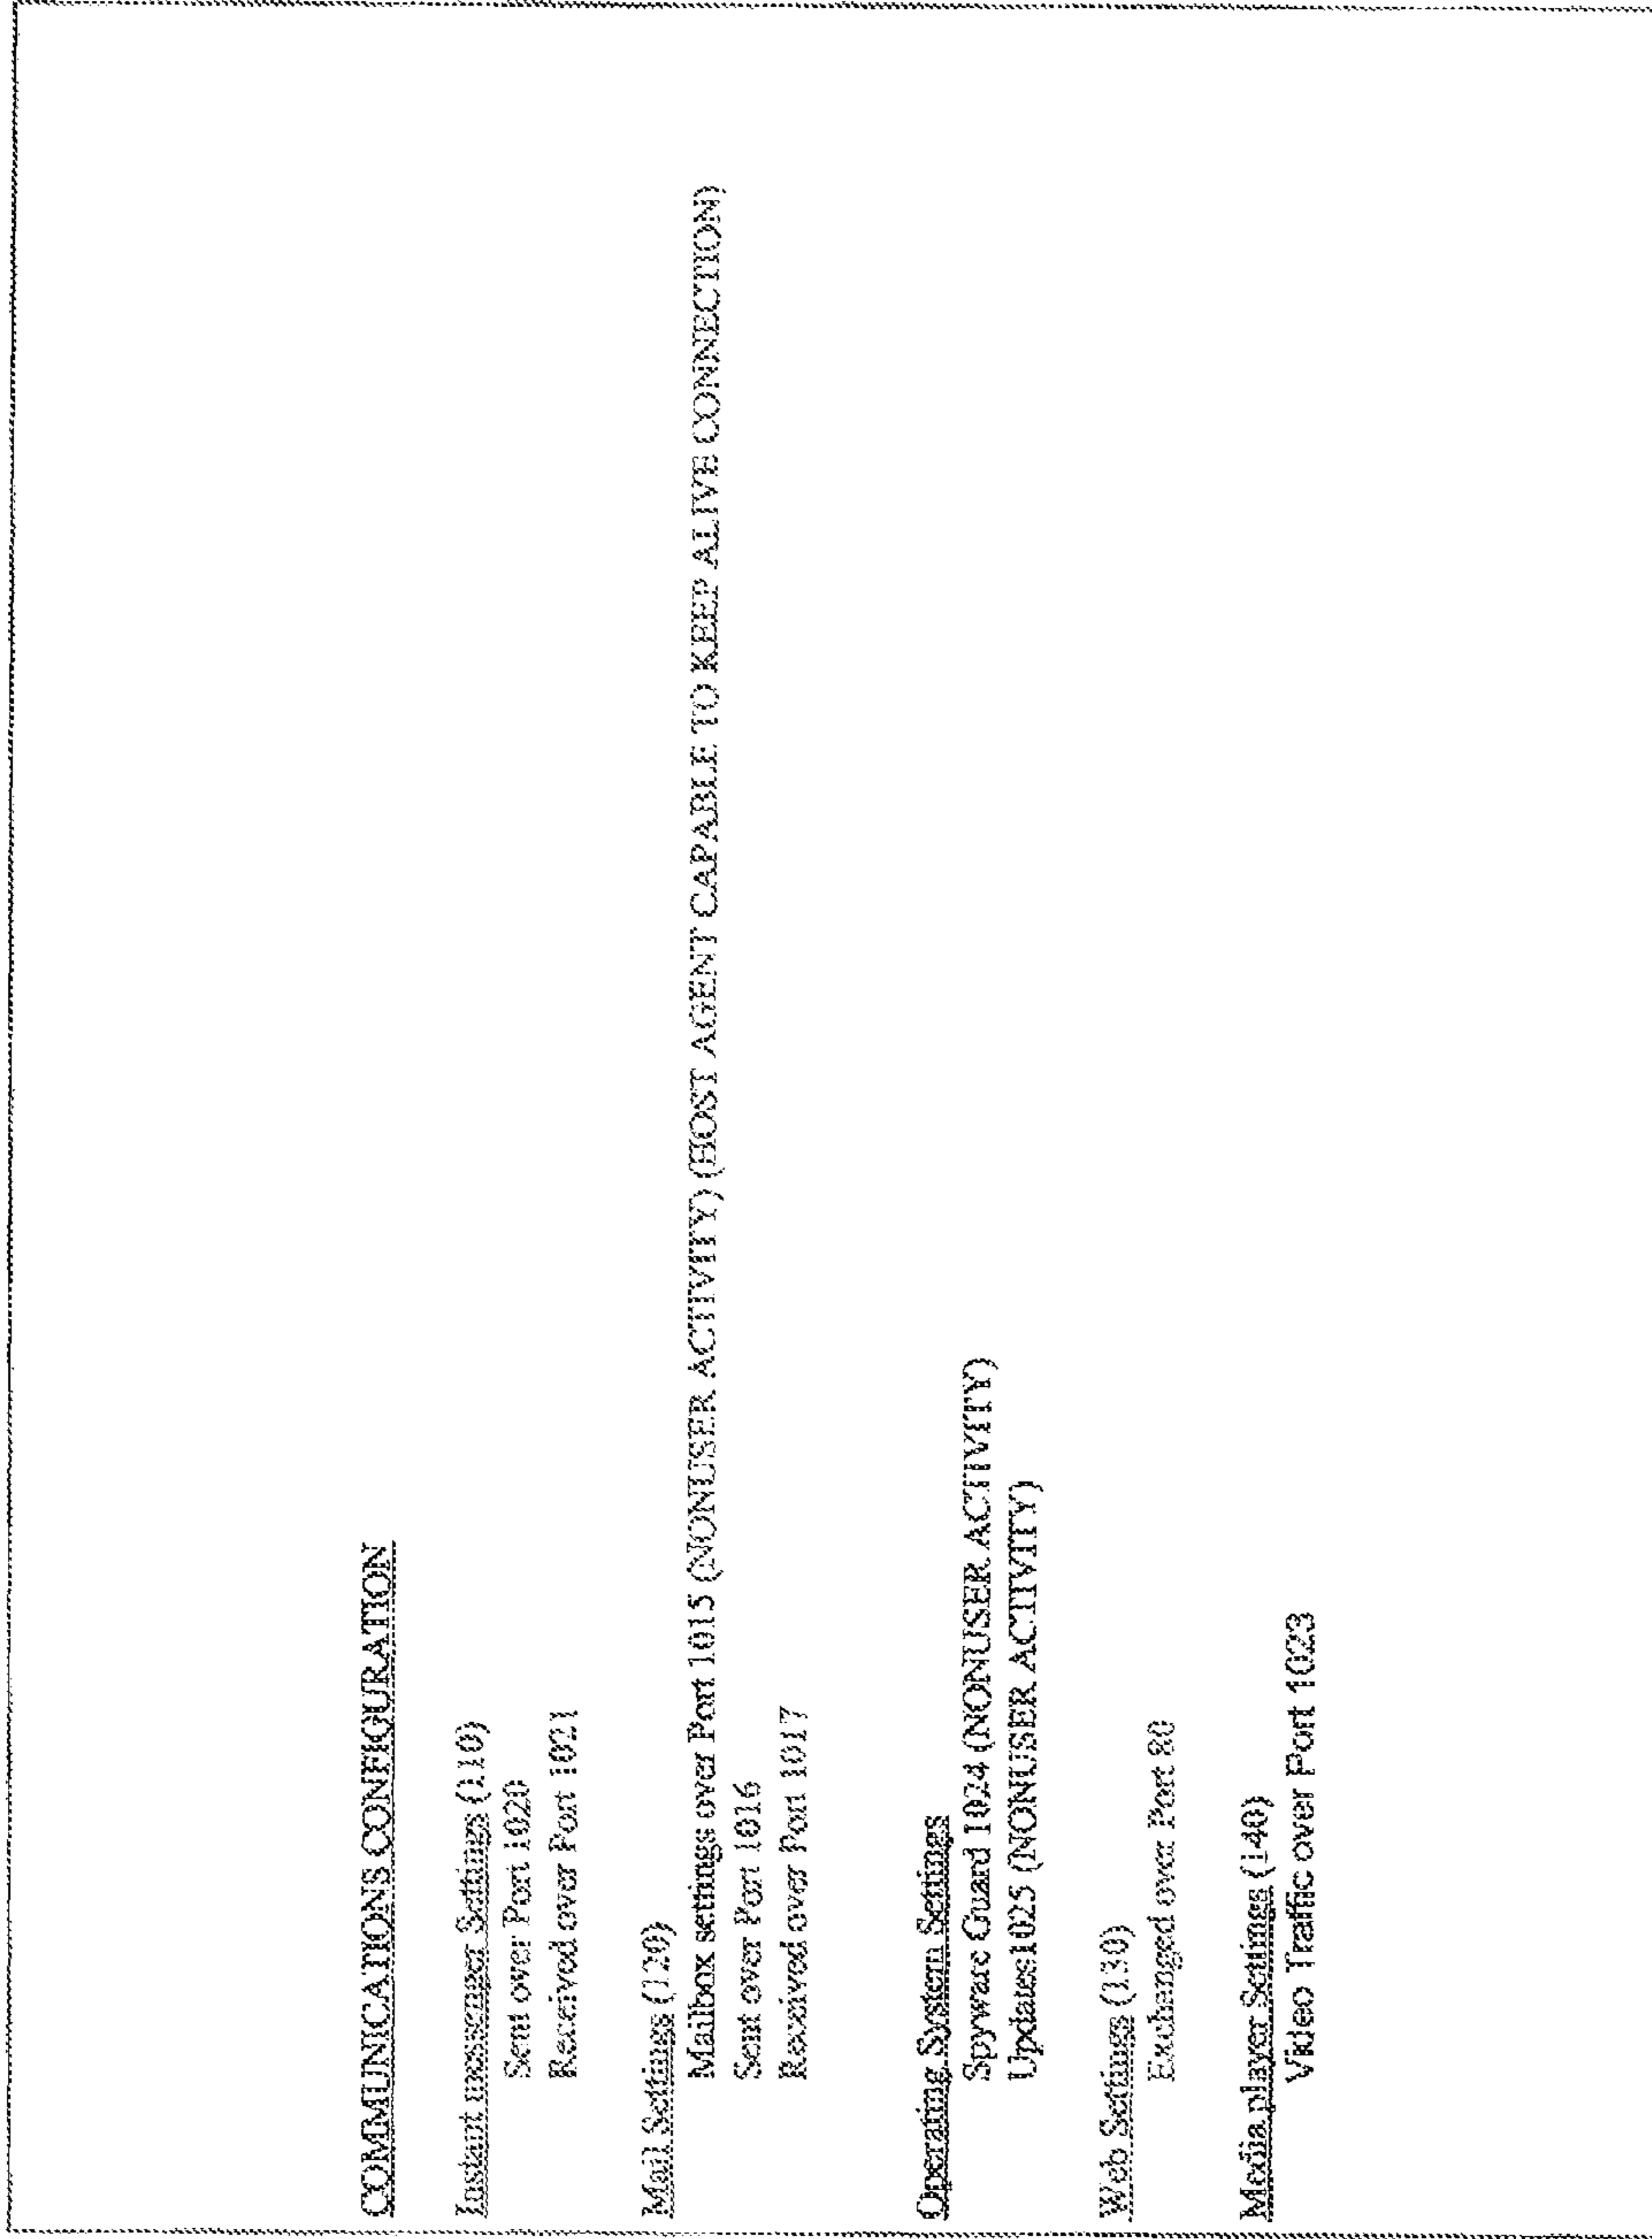 COMMUNICATIONS CONFIGURATION
Instant messenger Settings (110)
Sent over Port 1020
Received over Port 1021
Mail Settings (120)
Mailbox settings over Port 1015 (NONUSER ACTIVITY) (HOST AGENT CAPABLE TO KEEP ALIVE CONNECTION)
Sent over Port 1016
Received over Port 1017
Operating System Settings
Spyware Guard 1024 (NONUSER ACTIVITY)
Updates1025 (NONUSER ACTIVITY)
Web Settings (130)
Exchanged over Port 80
Media player Settings (140)
Video Traffic over Port 1023